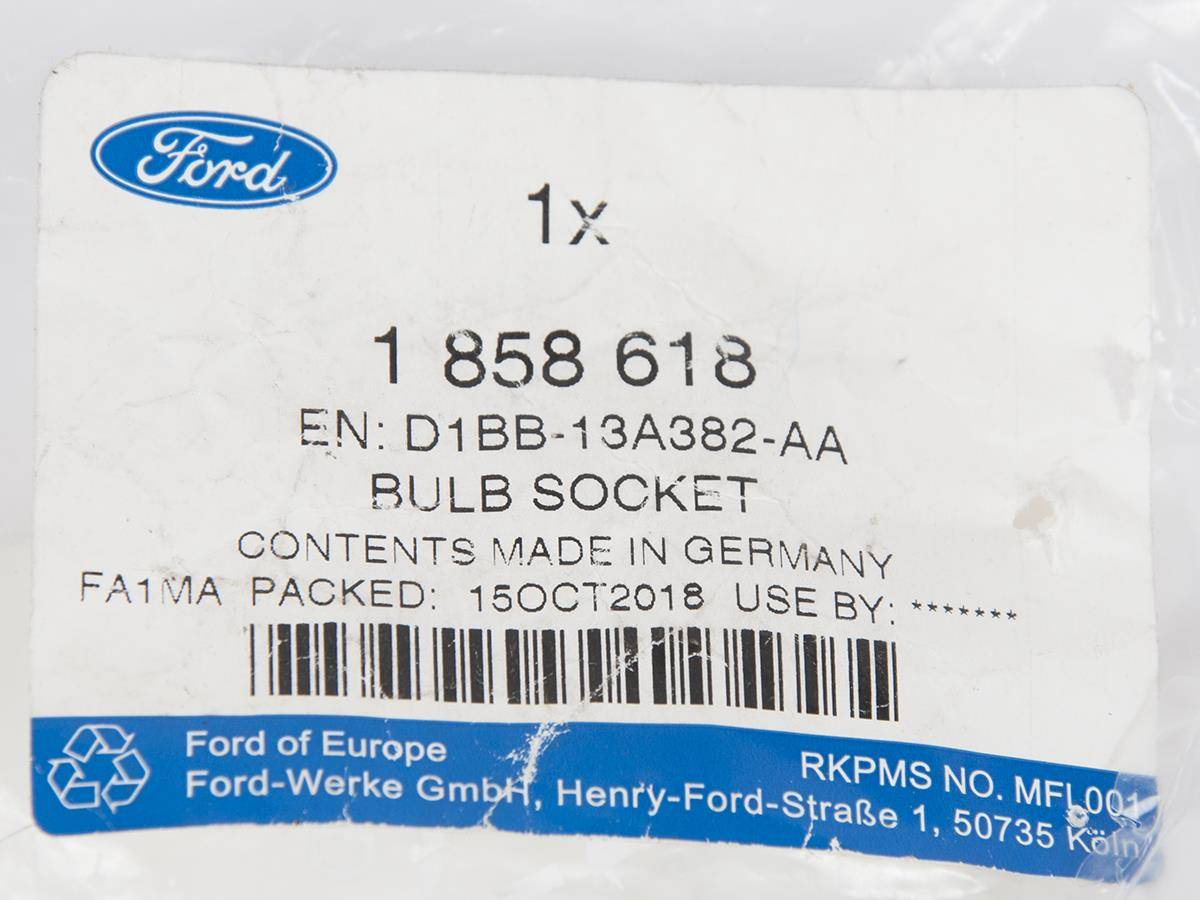 Ford
1x
1 858 618
EN: D1BB-13A382-AA
BULB SOCKET
CONTENTS MADE IN GERMANY
FA1MA PACKED: 15OCT2018 USE BY: *******
Ford of Europe
Ford-Werke GmbH, Henry-Ford-Straße 1, 50735 Köln
RKPMS NO. MFL001